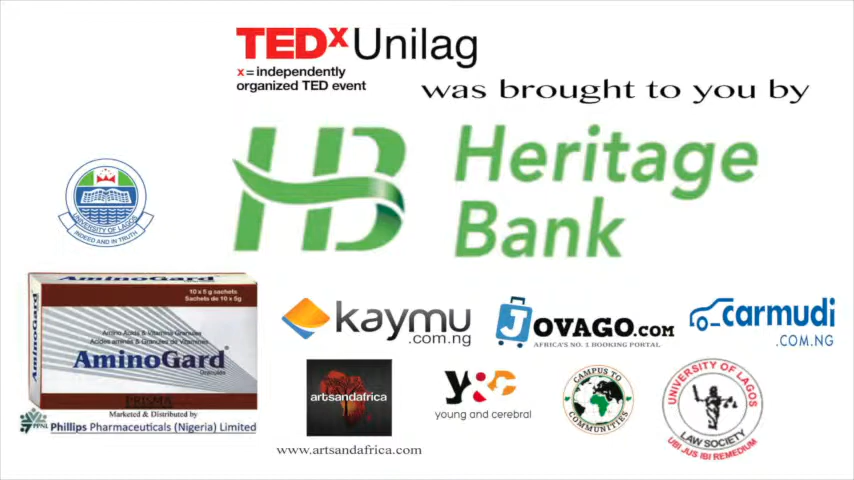 TEDxUnilag
x = independently
organized TED event
was brought to you by
HB
Heritage
Bank
UNIVERSITY OF LAGOS
INDEED AND IN TRUTH
AminoGard
10 x 5 g sachets
Sachets de 10 x 5g
AminoGard
Amino Acids & Vitamins Granules
Acides aminés & Granules de Vitamines
AminoGard®
Granules
PRISMA
Marketed & Distributed by
PPNL
Phillips Pharmaceuticals (Nigeria) Limited
kaymu
.com.ng
JOVAGO.COM
AFRICA'S NO. 1 BOOKING PORTAL
carmudi
.COM.NG
artsandafrica
www.artsandafrica.com
y&c
young and cerebral
CAMPUS TO
COMMUNITIES
UNIVERSITY OF LAGOS
LAW SOCIETY
UBI JUS IBI REMEDIUM